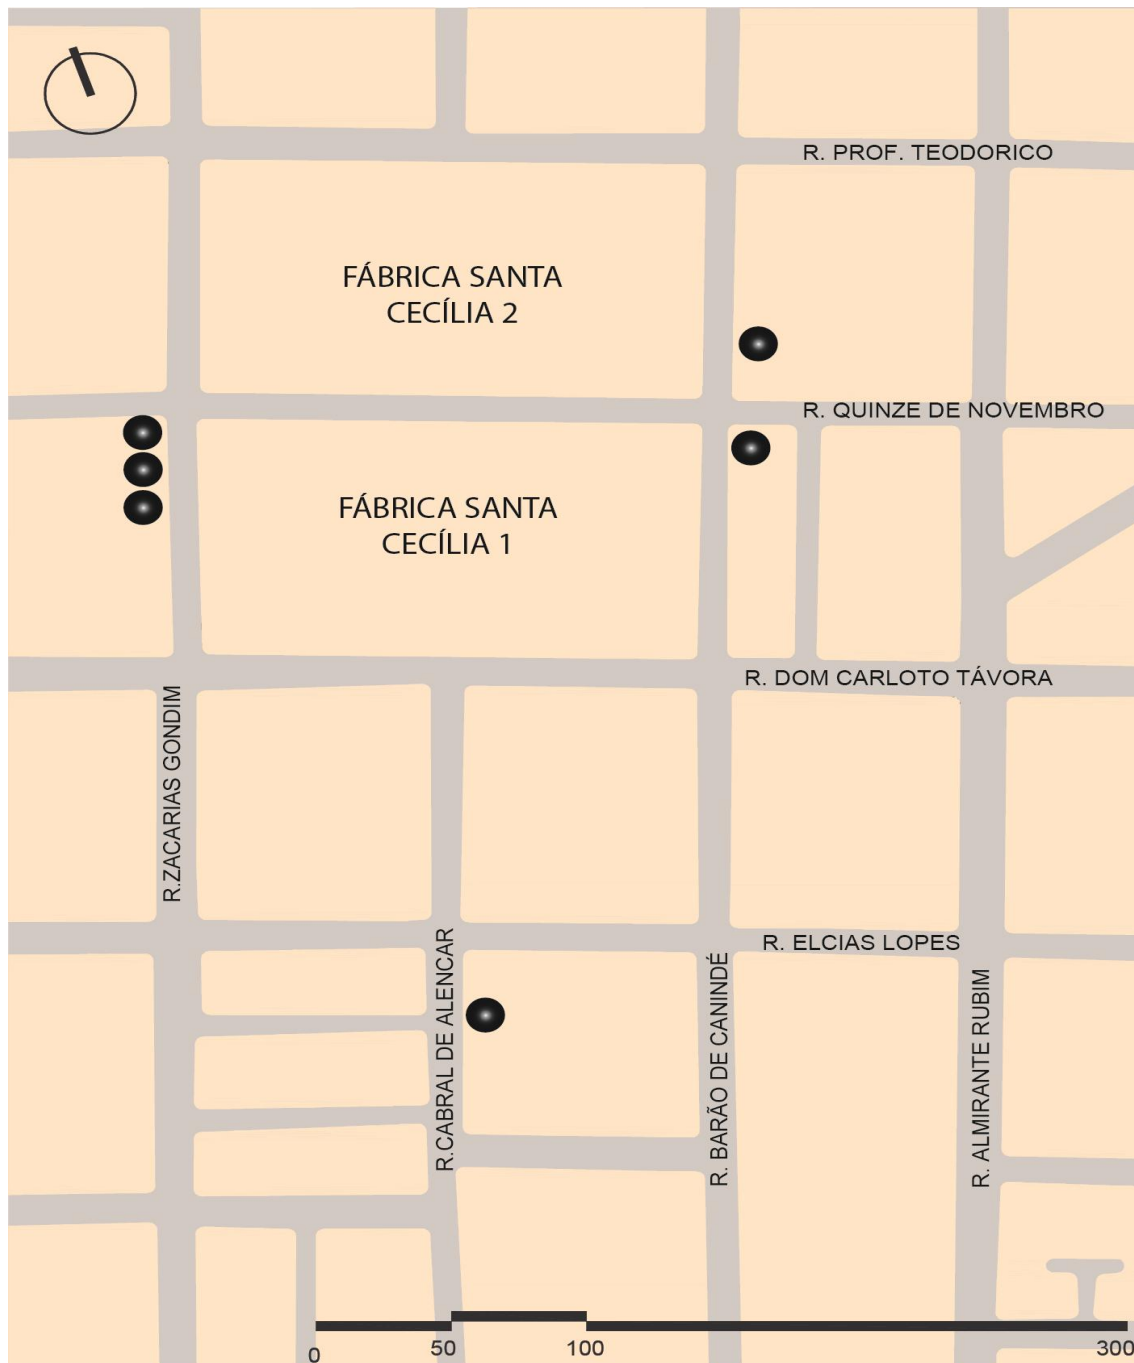 R. PROF. TEODORICO
FÁBRICA SANTA
CECÍLIA 2
R. QUINZE DE NOVEMBRO
FÁBRICA SANTA
CECÍLIA 1
R. DOM CARLOTO TÁVORA
R.ZACARIAS GONDIM
R. ELCIAS LOPES
R.CABRAL DE ALENCAR
R. BARÃO DE CANINDÉ
R. ALMIRANTE RUBIM
0 50 100 300